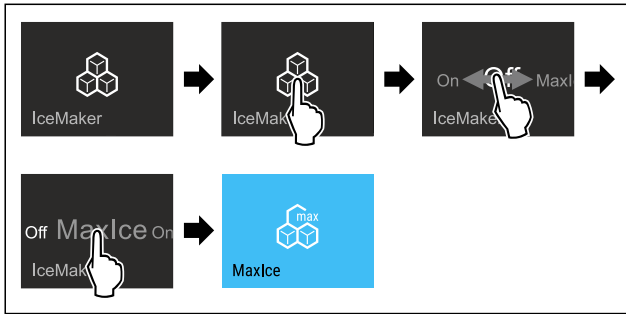 IceMaker
IceMak
On Off MaxI
IceMake
Off MaxIce On
IceMak
max
MaxIce